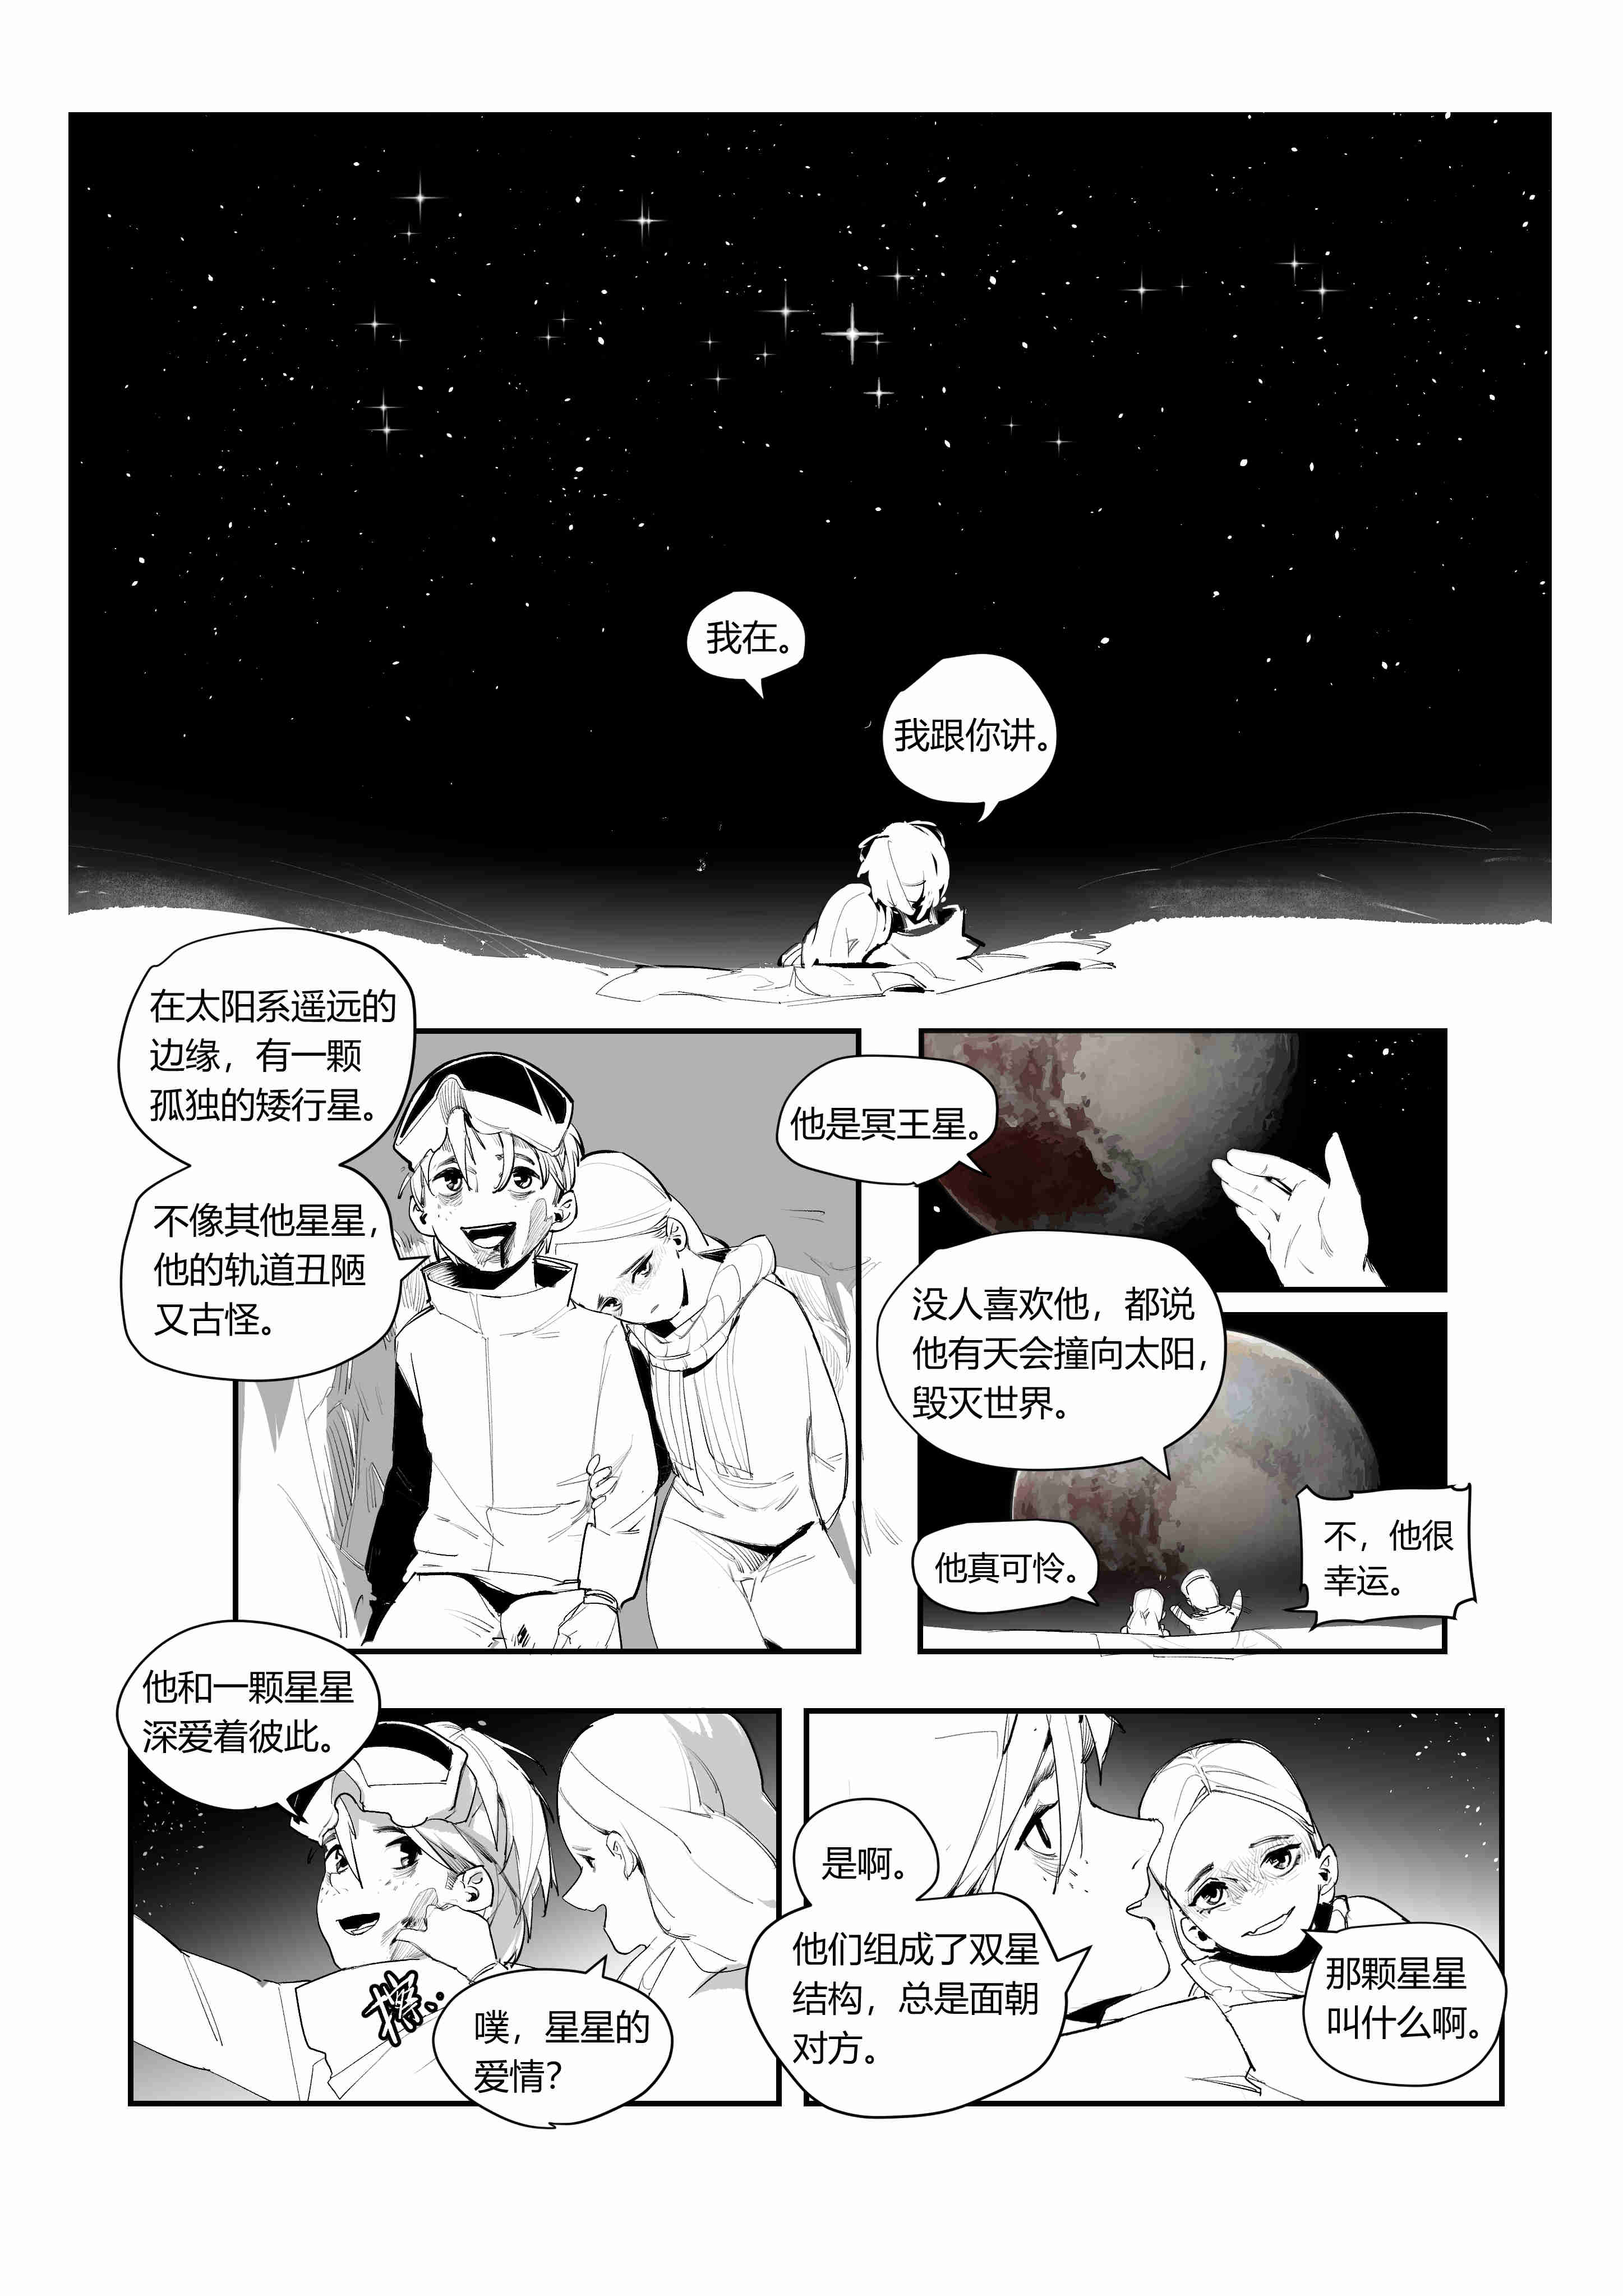 我在。
我跟你讲。
在太阳系遥远的
边缘，有一颗
孤独的矮行星。
不像其他星星，
他的轨道丑陋
又古怪。
他是冥王星。
没人喜欢他，都说
他有天会撞向太阳，
毁灭世界。
他真可怜。
不，他很
幸运。
他和一颗星星
深爱着彼此。
噗，星星的
爱情？
是啊。
他们组成了双星
结构，总是面朝
对方。
那颗星星
叫什么啊。